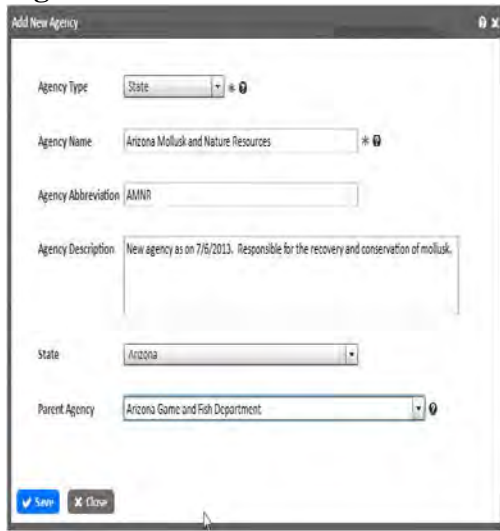 Add New Agency
Agency Type State *
Agency Name Arizona Mollusk and Nature Resources *
Agency Abbreviation AMNR
Agency Description New agency as on 7/6/2013. Responsible for the recovery and conservation of mollusk.
State Arizona
Parent Agency Arizona Game and Fish Department
Save Close